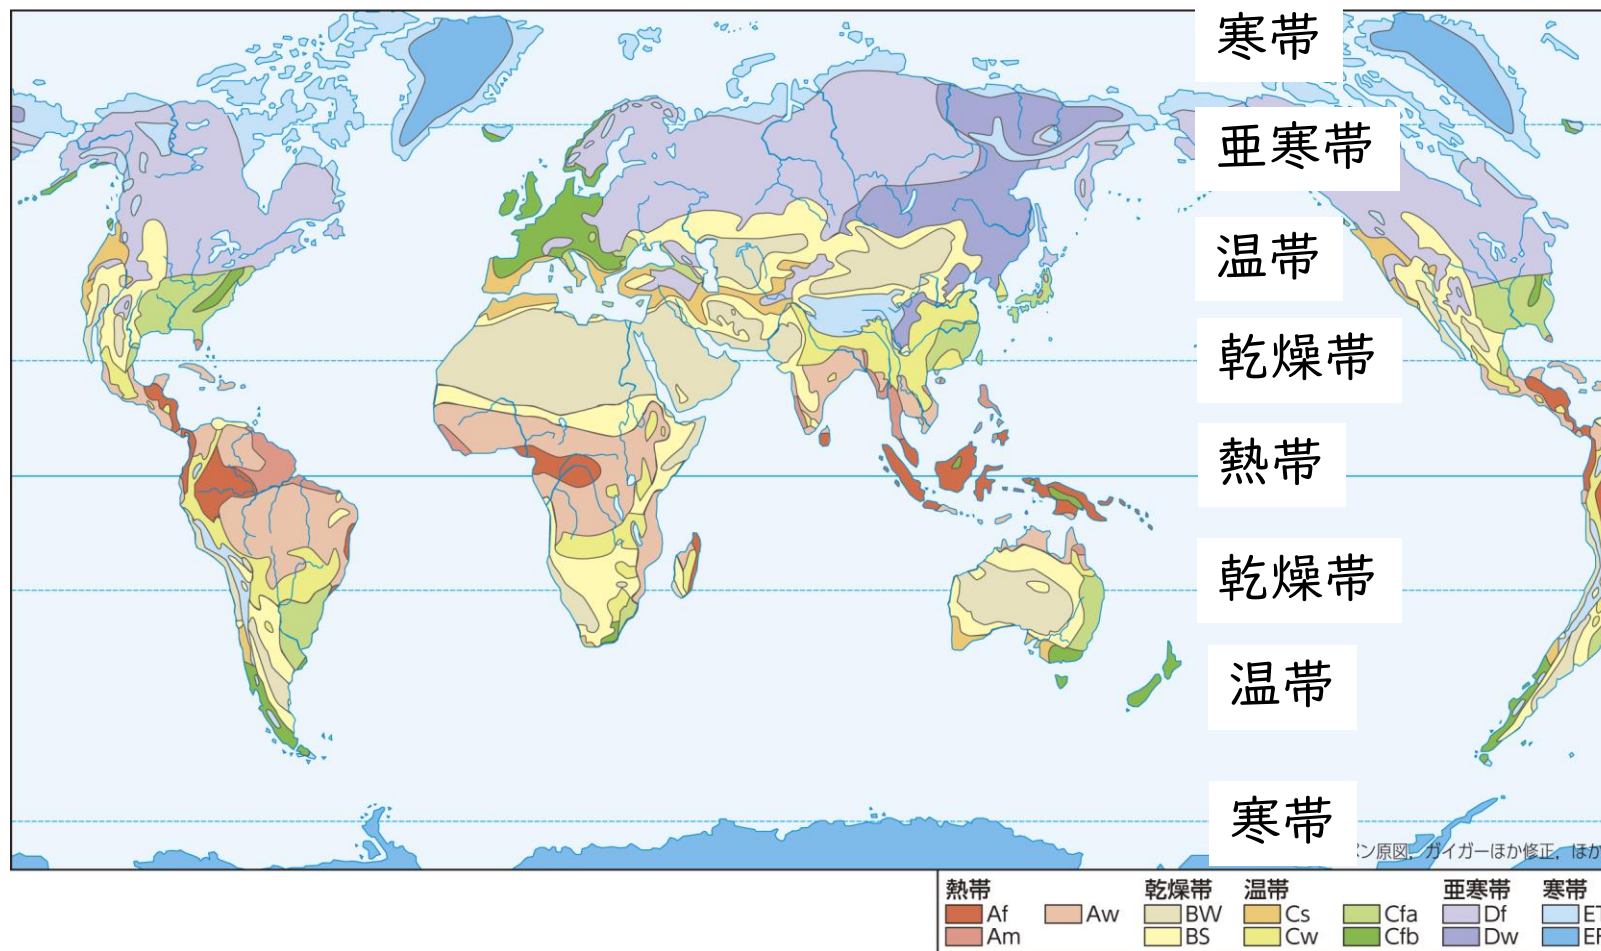 寒帯
亜寒帯
温帯
乾燥帯
熱帯
乾燥帯
温帯
寒帯
ン原図，ガイガーほか修正，ほか
熱帯 乾燥帯 温帯 亜寒帯 寒帯
Af Aw BW Cs Cfa Df ET
Am BS Cw Cfb Dw EF